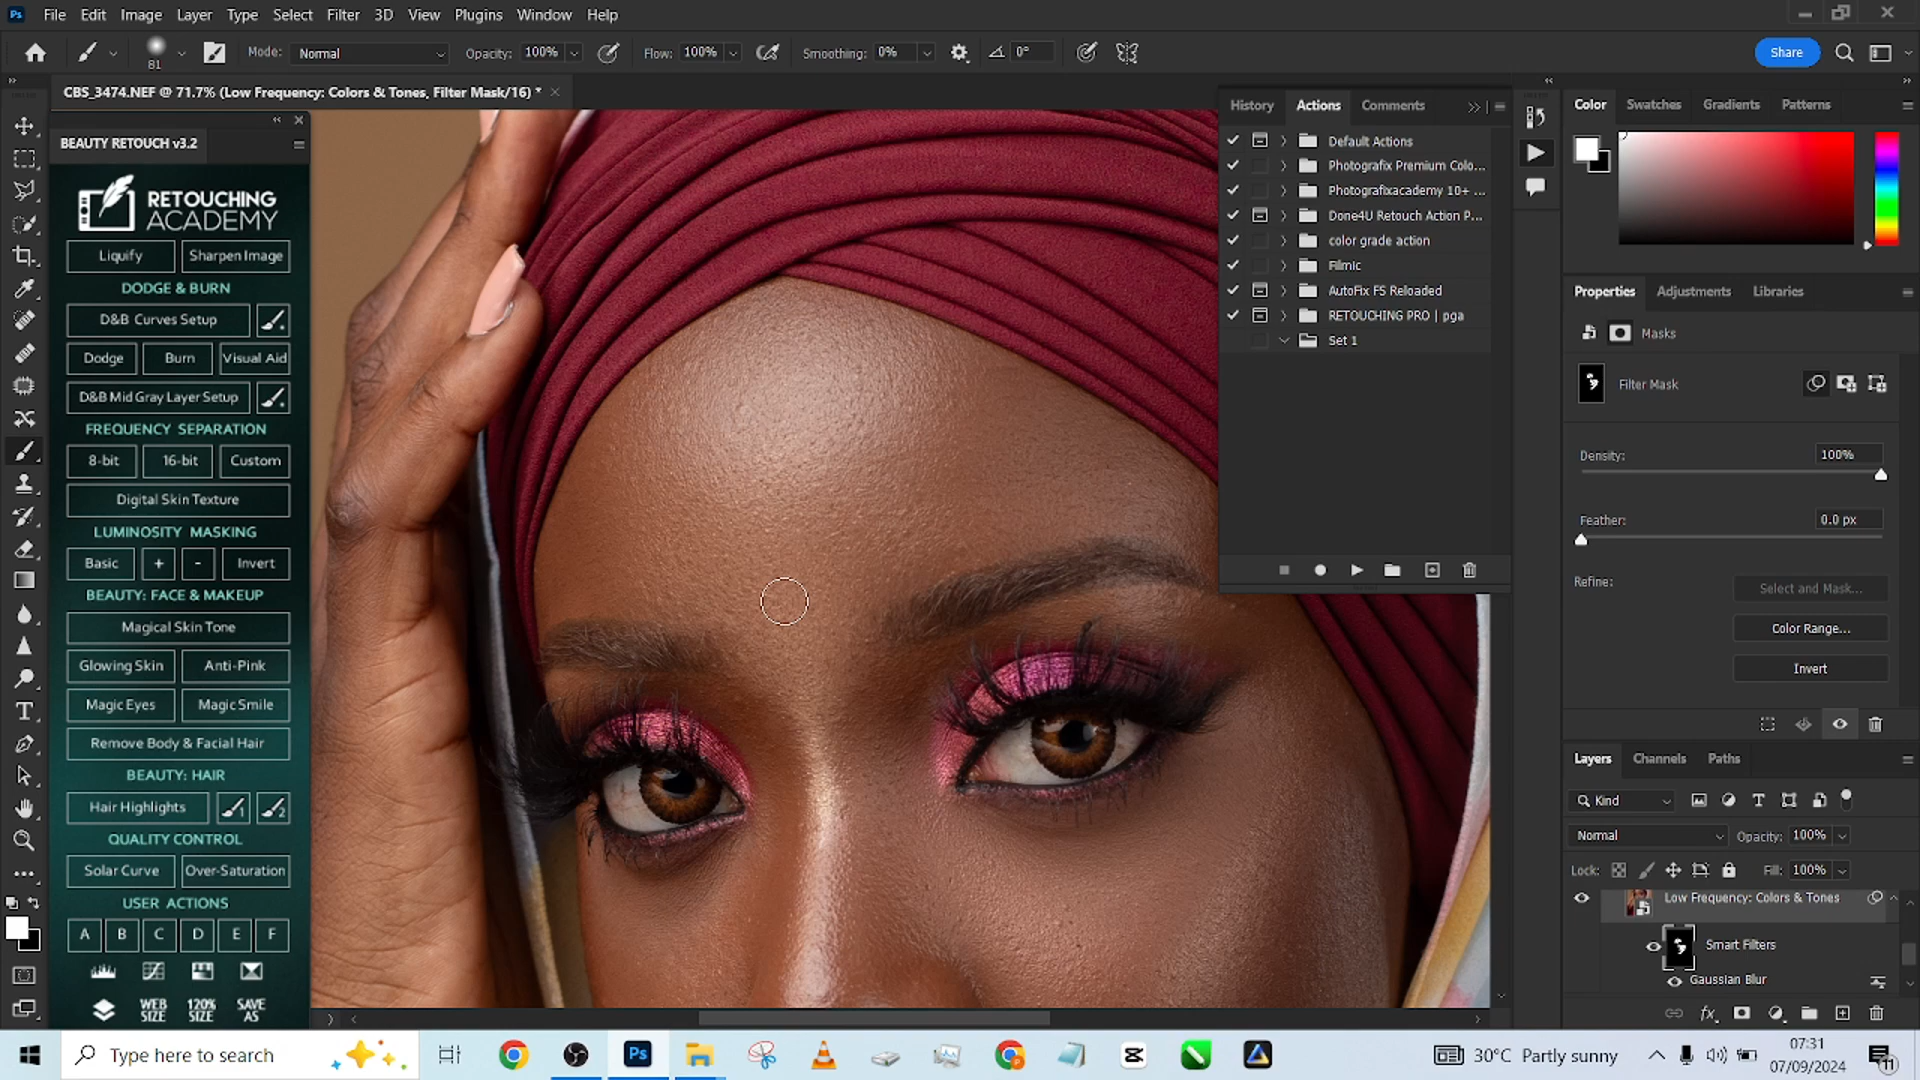 Ps File Edit Image Layer Type Select Filter 3D View Plugins Window Help
81 Mode: Normal Opacity: 100% Flow: 100% Smoothing: 0% 0° Share
CBS_3474.NEF @ 71.7% (Low Frequency: Colors & Tones, Filter Mask/16) *
BEAUTY RETOUCH v3.2
RETOUCHING
ACADEMY
Liquify Sharpen Image
DODGE & BURN
D&B Curves Setup
Dodge Burn Visual Aid
D&B Mid Gray Layer Setup
FREQUENCY SEPARATION
8-bit 16-bit Custom
Digital Skin Texture
LUMINOSITY MASKING
Basic + - Invert
BEAUTY: FACE & MAKEUP
Magical Skin Tone
Glowing Skin Anti-Pink
Magic Eyes Magic Smile
Remove Body & Facial Hair
BEAUTY: HAIR
Hair Highlights 1 2
QUALITY CONTROL
Solar Curve Over-Saturation
USER ACTIONS
A B C D E F
WEB SIZE 120% SIZE SAVE AS
History Actions Comments
Default Actions
Photografix Premium Colo...
Photografixacademy 10+ ...
Done4U Retouch Action P...
color grade action
Filmic
AutoFix FS Reloaded
RETOUCHING PRO | pga
Set 1
Color Swatches Gradients Patterns
Properties Adjustments Libraries
Masks
Filter Mask
Density: 100%
Feather: 0.0 px
Refine: Select and Mask...
Color Range...
Invert
Layers Channels Paths
Kind
Normal Opacity: 100%
Lock: Fill: 100%
Low Frequency: Colors & Tones
Smart Filters
Gaussian Blur
Type here to search
Ps
30°C Partly sunny
07:31
07/09/2024
11